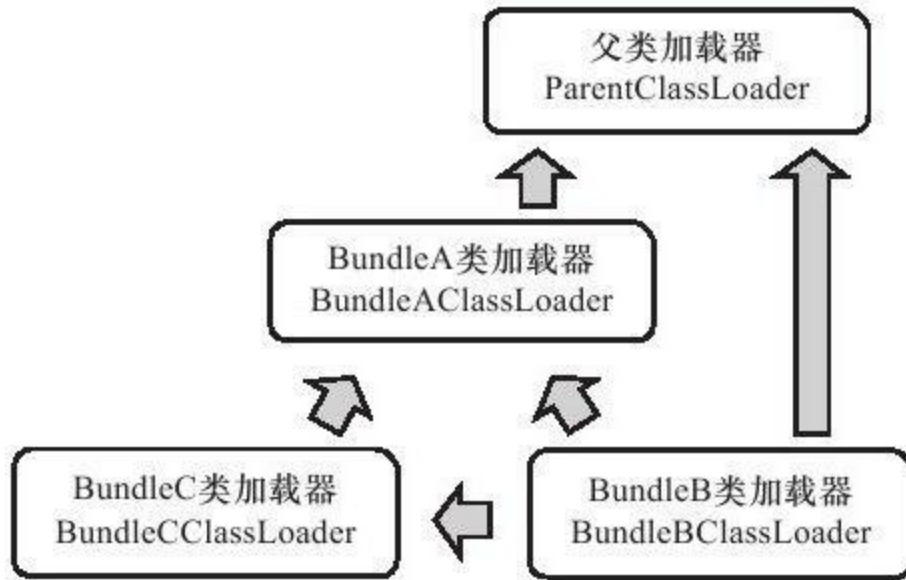 父类加载器
ParentClassLoader
BundleA类加载器
BundleAClassLoader
BundleC类加载器
BundleCClassLoader
BundleB类加载器
BundleBClassLoader